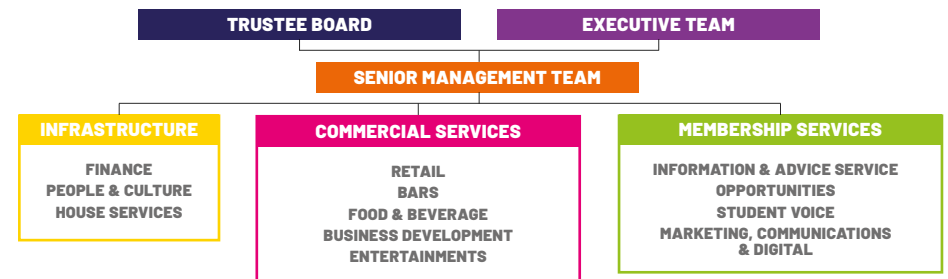 TRUSTEE BOARD
EXECUTIVE TEAM
SENIOR MANAGEMENT TEAM
INFRASTRUCTURE
FINANCE
PEOPLE & CULTURE
HOUSE SERVICES
COMMERCIAL SERVICES
RETAIL
BARS
FOOD & BEVERAGE
BUSINESS DEVELOPMENT
ENTERTAINMENTS
MEMBERSHIP SERVICES
INFORMATION & ADVICE SERVICE
OPPORTUNITIES
STUDENT VOICE
MARKETING, COMMUNICATIONS
& DIGITAL